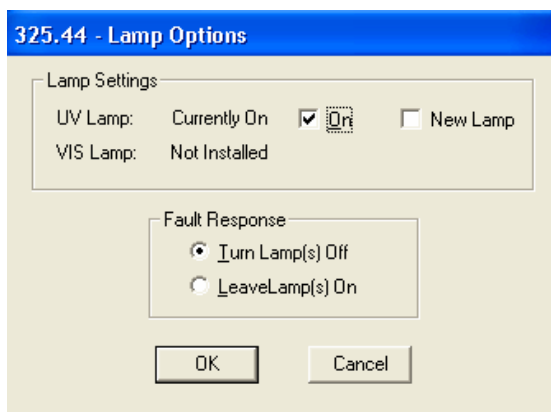 325.44 - Lamp Options
Lamp Settings
UV Lamp: Currently On On New Lamp
VIS Lamp: Not Installed
Fault Response
Turn Lamp(s) Off
LeaveLamp(s) On
OK Cancel